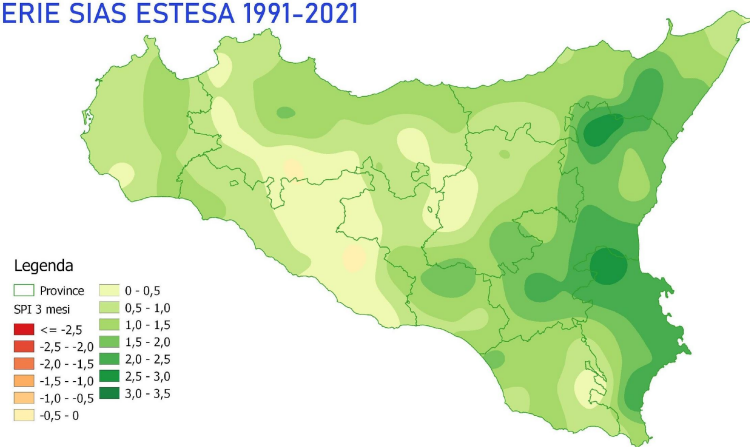 ERIE SIAS ESTESA 1991-2021
Legenda
Province
SPI 3 mesi
<= -2,5
-2,5 - -2,0
-2,0 - -1,5
-1,5 - -1,0
-1,0 - -0,5
-0,5 - 0
0 - 0,5
0,5 - 1,0
1,0 - 1,5
1,5 - 2,0
2,0 - 2,5
2,5 - 3,0
3,0 - 3,5